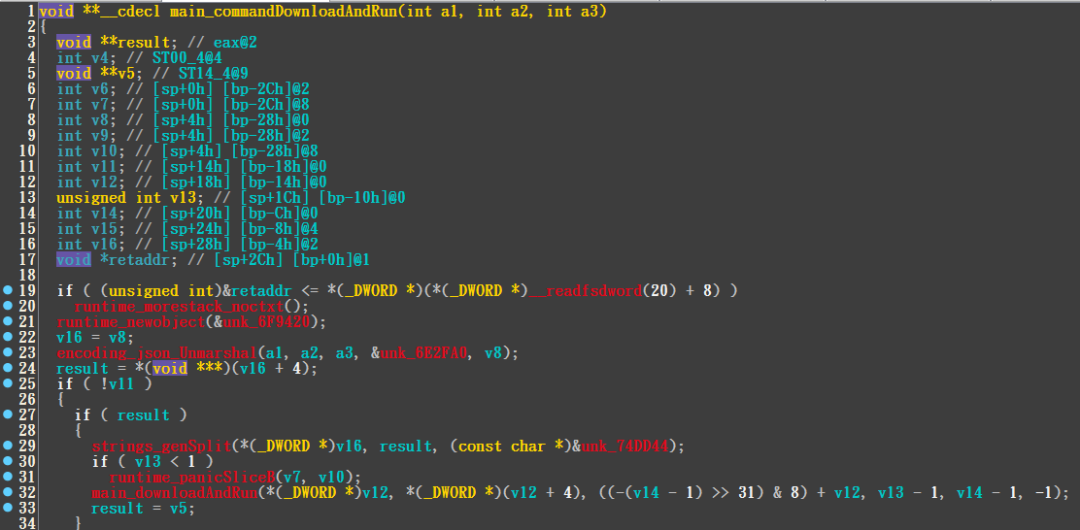 1 void **__cdecl main_commandDownloadAndRun(int a1, int a2, int a3)
2 {
3 void **result; // eax@2
4 int v4; // ST00_4@4
5 void **v5; // ST14_4@9
6 int v6; // [sp+0h] [bp-2Ch]@2
7 int v7; // [sp+0h] [bp-2Ch]@8
8 int v8; // [sp+4h] [bp-28h]@0
9 int v9; // [sp+4h] [bp-28h]@2
10 int v10; // [sp+4h] [bp-28h]@8
11 int v11; // [sp+14h] [bp-18h]@0
12 int v12; // [sp+18h] [bp-14h]@0
13 unsigned int v13; // [sp+1Ch] [bp-10h]@0
14 int v14; // [sp+20h] [bp-Ch]@0
15 int v15; // [sp+24h] [bp-8h]@4
16 int v16; // [sp+28h] [bp-4h]@2
17 void *retaddr; // [sp+2Ch] [bp+0h]@1
18
19 if ( (unsigned int)&retaddr <= *(_DWORD *)(*(_DWORD *)__readfsdword(20) + 8) )
20 runtime_morestack_noctxt();
21 runtime_newobject(&unk_6F9420);
22 v16 = v8;
23 encoding_json_Unmarshal(a1, a2, a3, &unk_6E2FA0, v8);
24 result = *(void ***)(v16 + 4);
25 if ( !v11 )
26 {
27 if ( result )
28 {
29 strings_genSplit(*(_DWORD *)v16, result, (const char *)&unk_74DD44);
30 if ( v13 < 1 )
31 runtime_panicSliceB(v7, v10);
32 main_downloadAndRun(*(_DWORD *)v12, *(_DWORD *)(v12 + 4), ((-(v14 - 1) >> 31) & 8) + v12, v13 - 1, v14 - 1, -1);
33 result = v5;
34 }